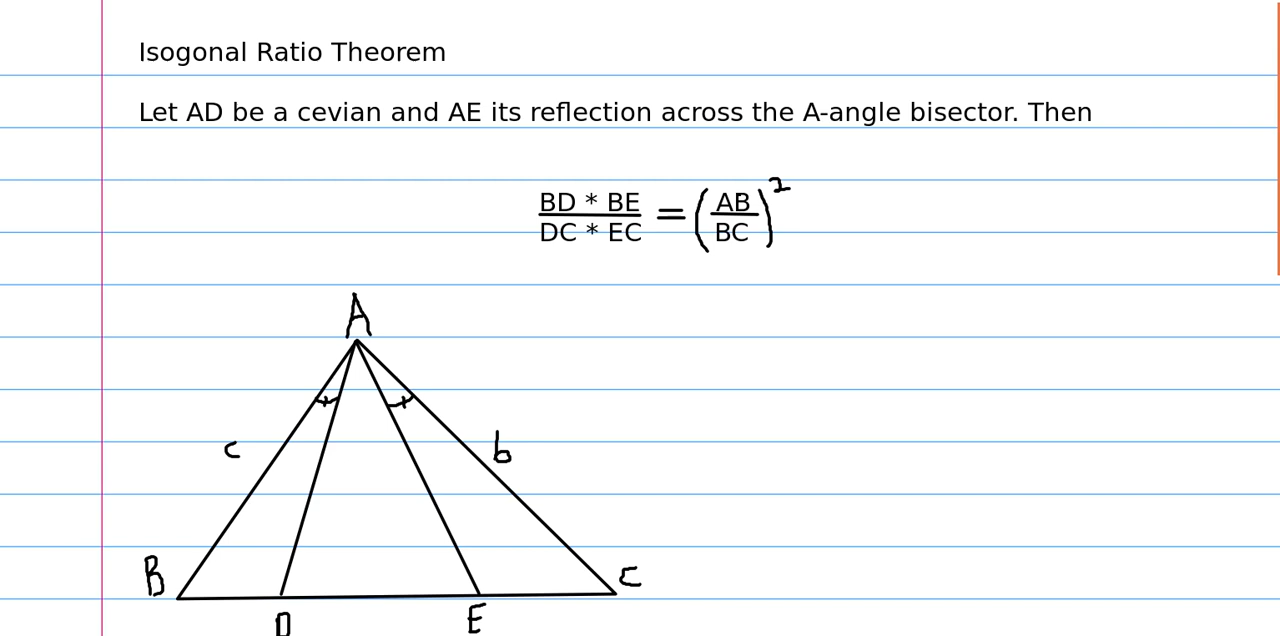 Isogonal Ratio Theorem
Let AD be a cevian and AE its reflection across the A-angle bisector. Then
BD * BE / DC * EC = (AB / BC)²
A
c
b
B
C
D
E